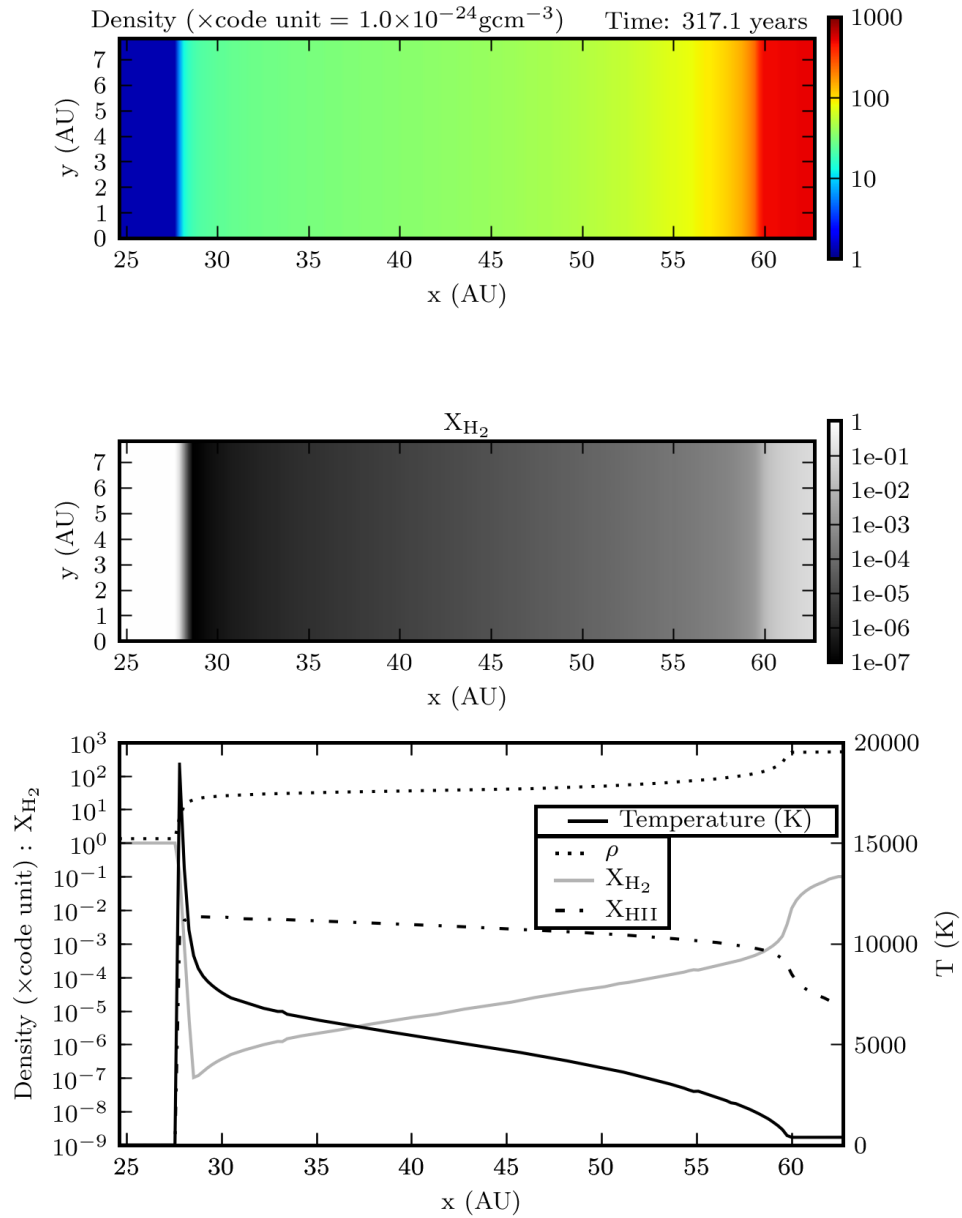 Density (×code unit = 1.0×10⁻²⁴gcm⁻³) Time: 317.1 years
1000
100
10
1
7
6
5
4
3
2
1
0
y (AU)
25 30 35 40 45 50 55 60
x (AU)
X_H₂
1
1e-01
1e-02
1e-03
1e-04
1e-05
1e-06
1e-07
7
6
5
4
3
2
1
0
y (AU)
25 30 35 40 45 50 55 60
x (AU)
10³
10²
10¹
10⁰
10⁻¹
10⁻²
10⁻³
10⁻⁴
10⁻⁵
10⁻⁶
10⁻⁷
10⁻⁸
10⁻⁹
Density (×code unit) : X_H₂
Temperature (K)
ρ
X_H₂
X_HII
20000
15000
10000
5000
0
T (K)
25 30 35 40 45 50 55 60
x (AU)